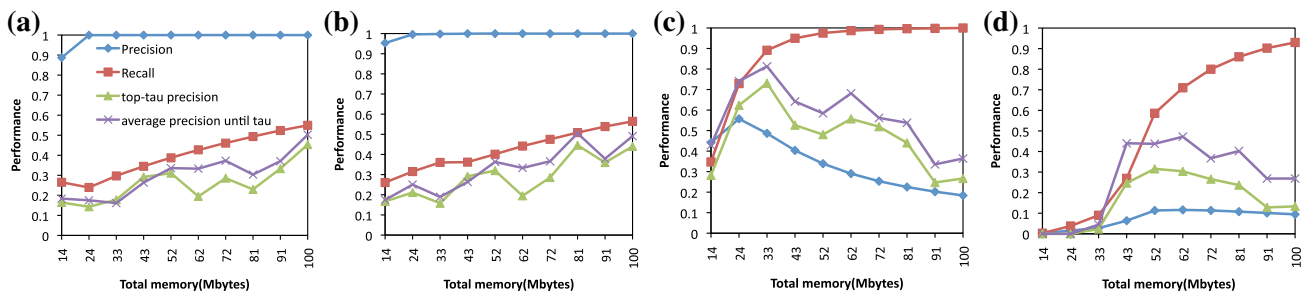 (a)
Performance
1
0.9
0.8
0.7
0.6
0.5
0.4
0.3
0.2
0.1
0
Precision
Recall
top-tau precision
average precision until tau
14 24 33 43 52 62 72 81 91 100
Total memory(Mbytes)
(b)
Performance
1
0.9
0.8
0.7
0.6
0.5
0.4
0.3
0.2
0.1
0
14 24 33 43 52 62 72 81 91 100
Total memory(Mbytes)
(c)
Performance
1
0.9
0.8
0.7
0.6
0.5
0.4
0.3
0.2
0.1
0
14 24 33 43 52 62 72 81 91 100
Total memory(Mbytes)
(d)
Performance
1
0.9
0.8
0.7
0.6
0.5
0.4
0.3
0.2
0.1
0
14 24 33 43 52 62 72 81 91 100
Total memory(Mbytes)